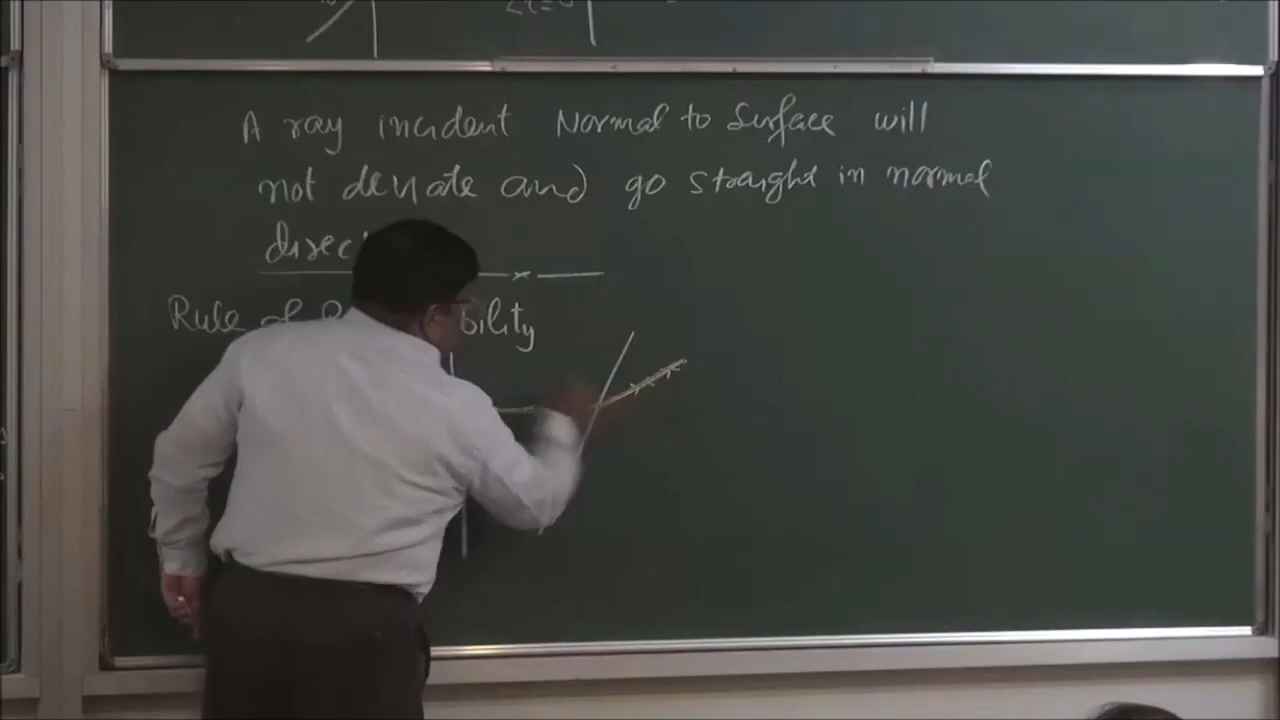 A ray incident Normal to Surface will
not deviate and go straight in normal
direc
Rule of bility